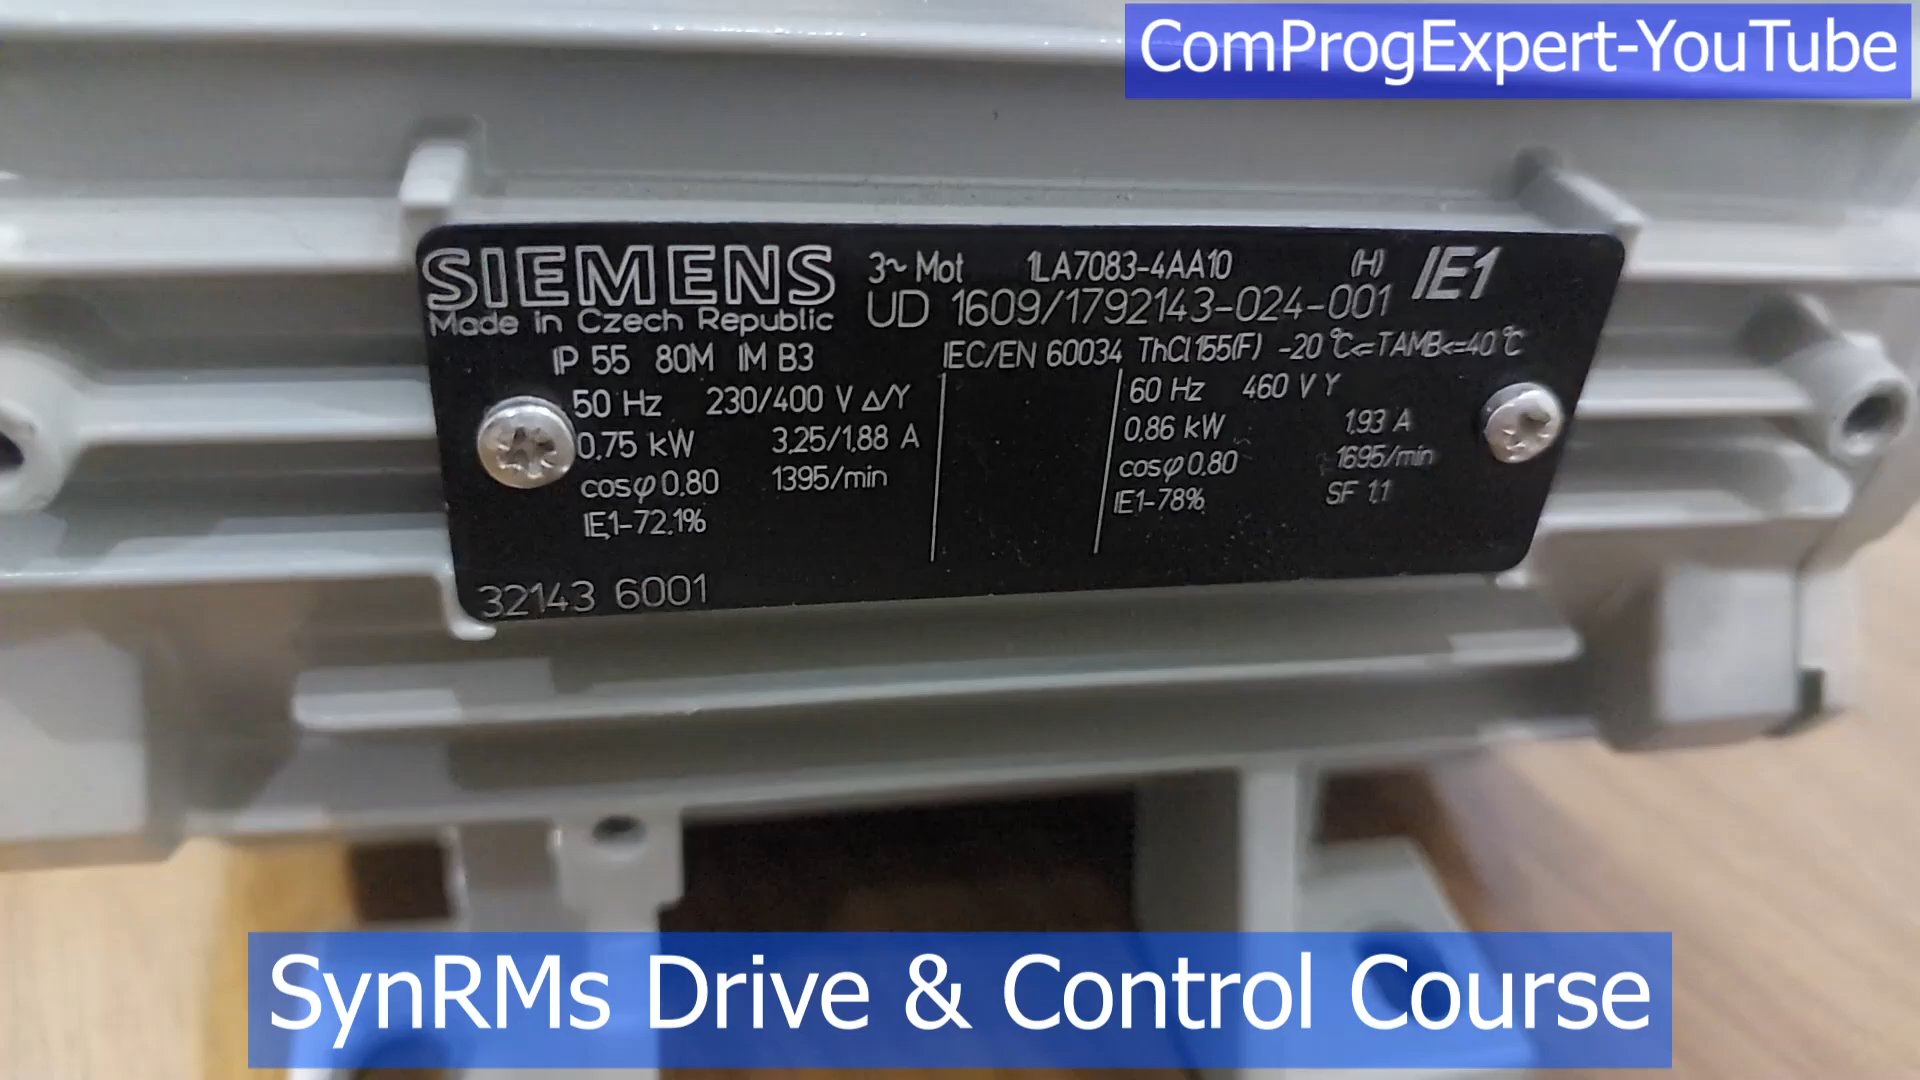 ComProgExpert-YouTube
SIEMENS
Made in Czech Republic
3~ Mot 1LA7083-4AA10 (H) IE1
UD 1609/1792143-024-001
IP 55 80M IM B3
IEC/EN 60034 ThCl.155(F) -20°C<=TAMB<=40°C
50 Hz 230/400 V Δ/Y
0.75 kW 3,25/1,88 A
cosφ 0.80 1395/min
IE1-72.1%
60 Hz 460 V Y
0.86 kW 1.93 A
cosφ 0.80 1695/min
IE1-78% SF 1.1
32143 6001
SynRMs Drive & Control Course